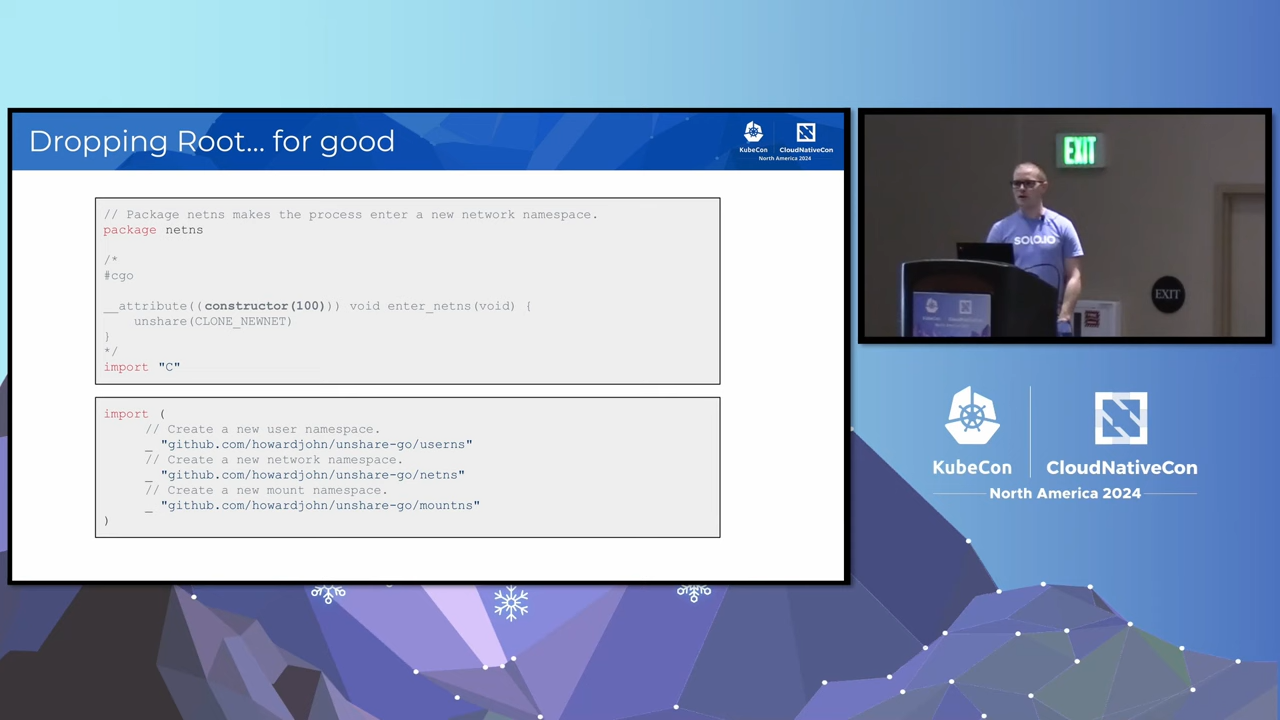 Dropping Root... for good
KubeCon
CloudNativeCon
North America 2024
// Package netns makes the process enter a new network namespace.
package netns
/*
#cgo
__attribute((constructor(100))) void enter_netns(void) {
unshare(CLONE_NEWNET)
}
*/
import "C"
import (
// Create a new user namespace.
_ "github.com/howardjohn/unshare-go/userns"
// Create a new network namespace.
_ "github.com/howardjohn/unshare-go/netns"
// Create a new mount namespace.
_ "github.com/howardjohn/unshare-go/mountns"
)
EXIT
SOLO.IO
EXIT
KubeCon
CloudNativeCon
KubeCon
CloudNativeCon
North America 2024